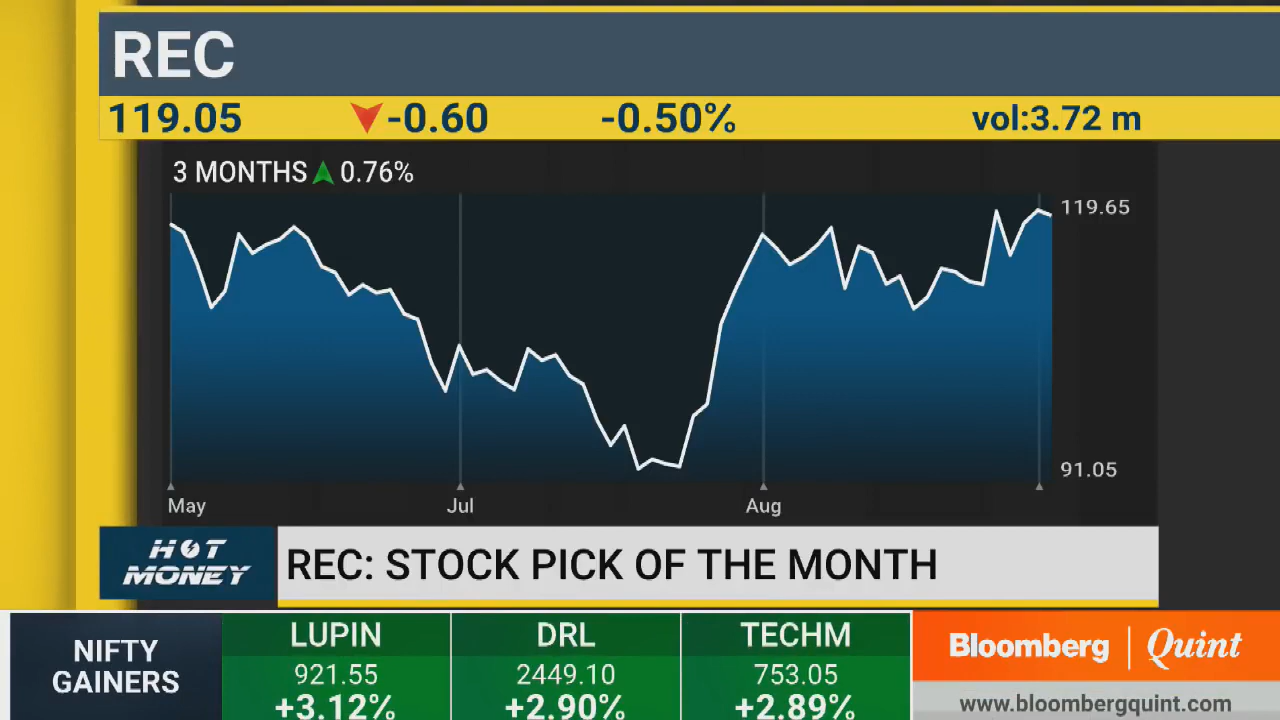 REC
119.05 -0.60 -0.50% vol:3.72 m
3 MONTHS 0.76%
119.65
91.05
May Jul Aug
HOT
MONEY
REC: STOCK PICK OF THE MONTH
NIFTY
GAINERS
LUPIN
921.55
+3.12%
DRL
2449.10
+2.90%
TECHM
753.05
+2.89%
Bloomberg | Quint
www.bloombergquint.com